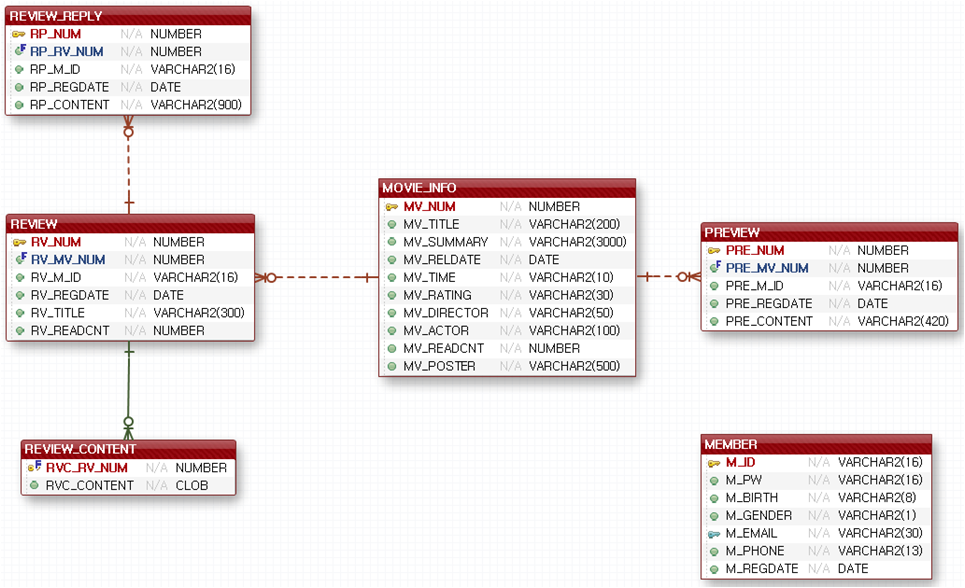 REVIEW_REPLY
RP_NUM N/A NUMBER
RP_RV_NUM N/A NUMBER
RP_M_ID N/A VARCHAR2(16)
RP_REGDATE N/A DATE
RP_CONTENT N/A VARCHAR2(900)
REVIEW
RV_NUM N/A NUMBER
RV_MV_NUM N/A NUMBER
RV_M_ID N/A VARCHAR2(16)
RV_REGDATE N/A DATE
RV_TITLE N/A VARCHAR2(300)
RV_READCNT N/A NUMBER
REVIEW_CONTENT
RVC_RV_NUM N/A NUMBER
RVC_CONTENT N/A CLOB
MOVIE_INFO
MV_NUM N/A NUMBER
MV_TITLE N/A VARCHAR2(200)
MV_SUMMARY N/A VARCHAR2(3000)
MV_RELDATE N/A DATE
MV_TIME N/A VARCHAR2(10)
MV_RATING N/A VARCHAR2(30)
MV_DIRECTOR N/A VARCHAR2(50)
MV_ACTOR N/A VARCHAR2(100)
MV_READCNT N/A NUMBER
MV_POSTER N/A VARCHAR2(500)
PREVIEW
PRE_NUM N/A NUMBER
PRE_MV_NUM N/A NUMBER
PRE_M_ID N/A VARCHAR2(16)
PRE_REGDATE N/A DATE
PRE_CONTENT N/A VARCHAR2(420)
MEMBER
M_ID N/A VARCHAR2(16)
M_PW N/A VARCHAR2(16)
M_BIRTH N/A VARCHAR2(8)
M_GENDER N/A VARCHAR2(1)
M_EMAIL N/A VARCHAR2(30)
M_PHONE N/A VARCHAR2(13)
M_REGDATE N/A DATE